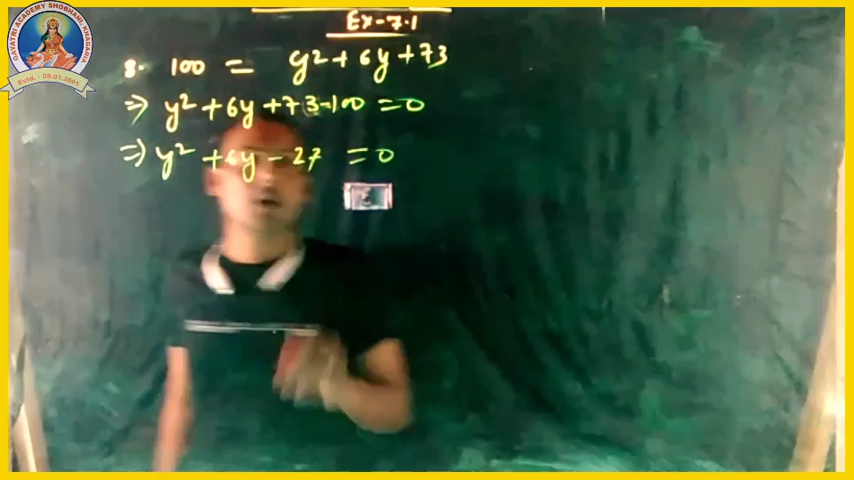 GAYATRI ACADEMY SHOBHANI, KHAGARIA
Estd. - 08.01.2001
Ex-7.1
8. 100 = y² + 6y + 73
⇒ y² + 6y + 73-100 = 0
⇒ y² + 6y - 27 = 0